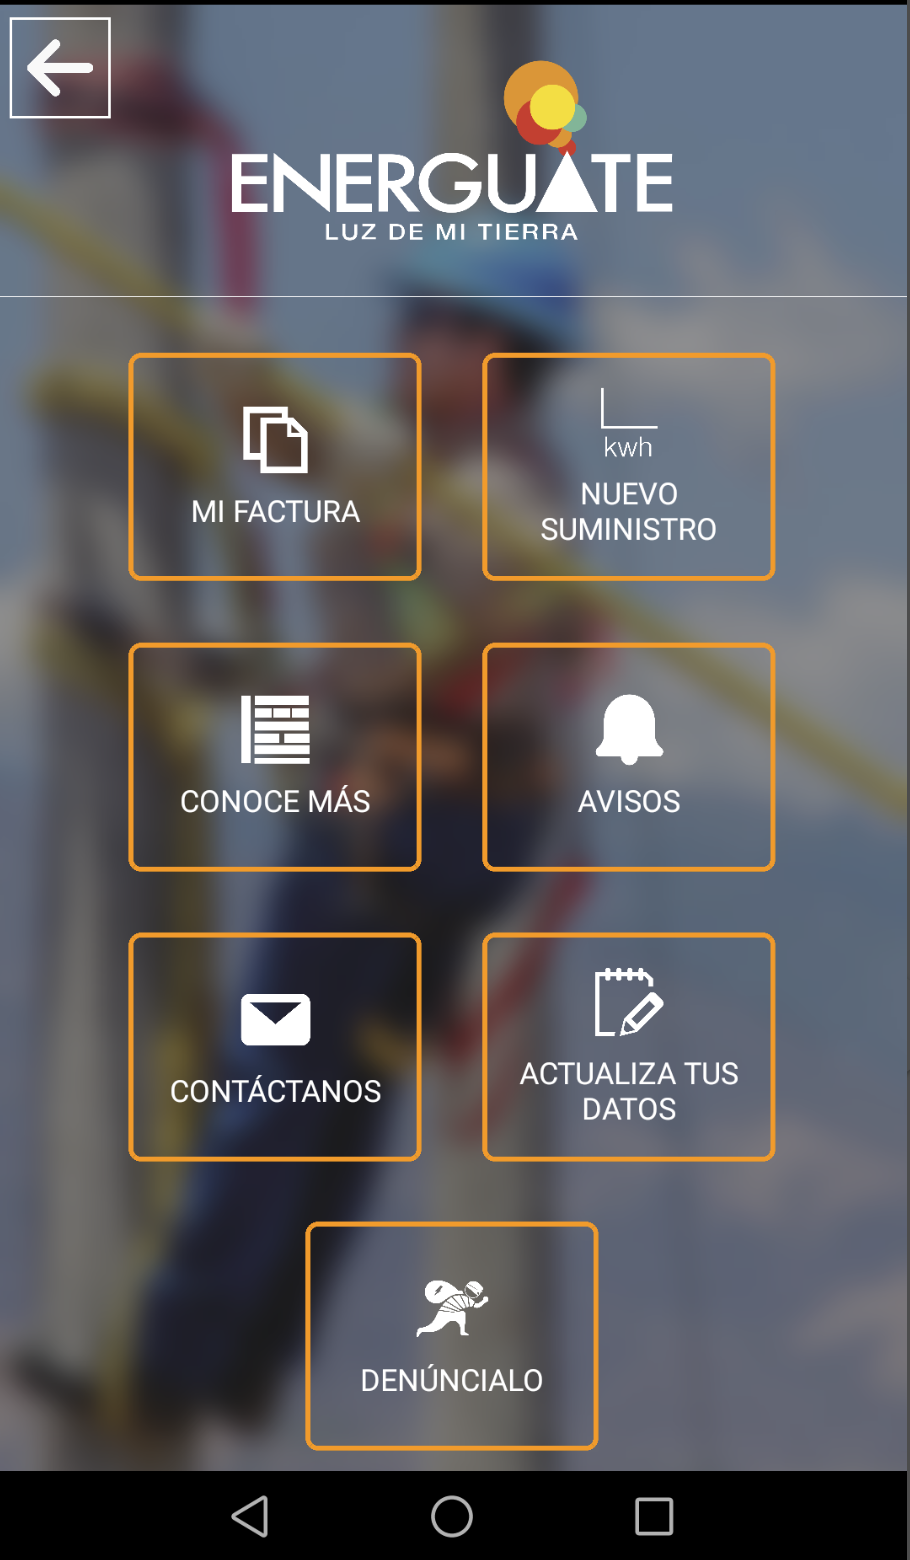 ENERGUATE
LUZ DE MI TIERRA
MI FACTURA
kwh
NUEVO
SUMINISTRO
CONOCE MÁS
AVISOS
CONTÁCTANOS
ACTUALIZA TUS
DATOS
DENÚNCIALO